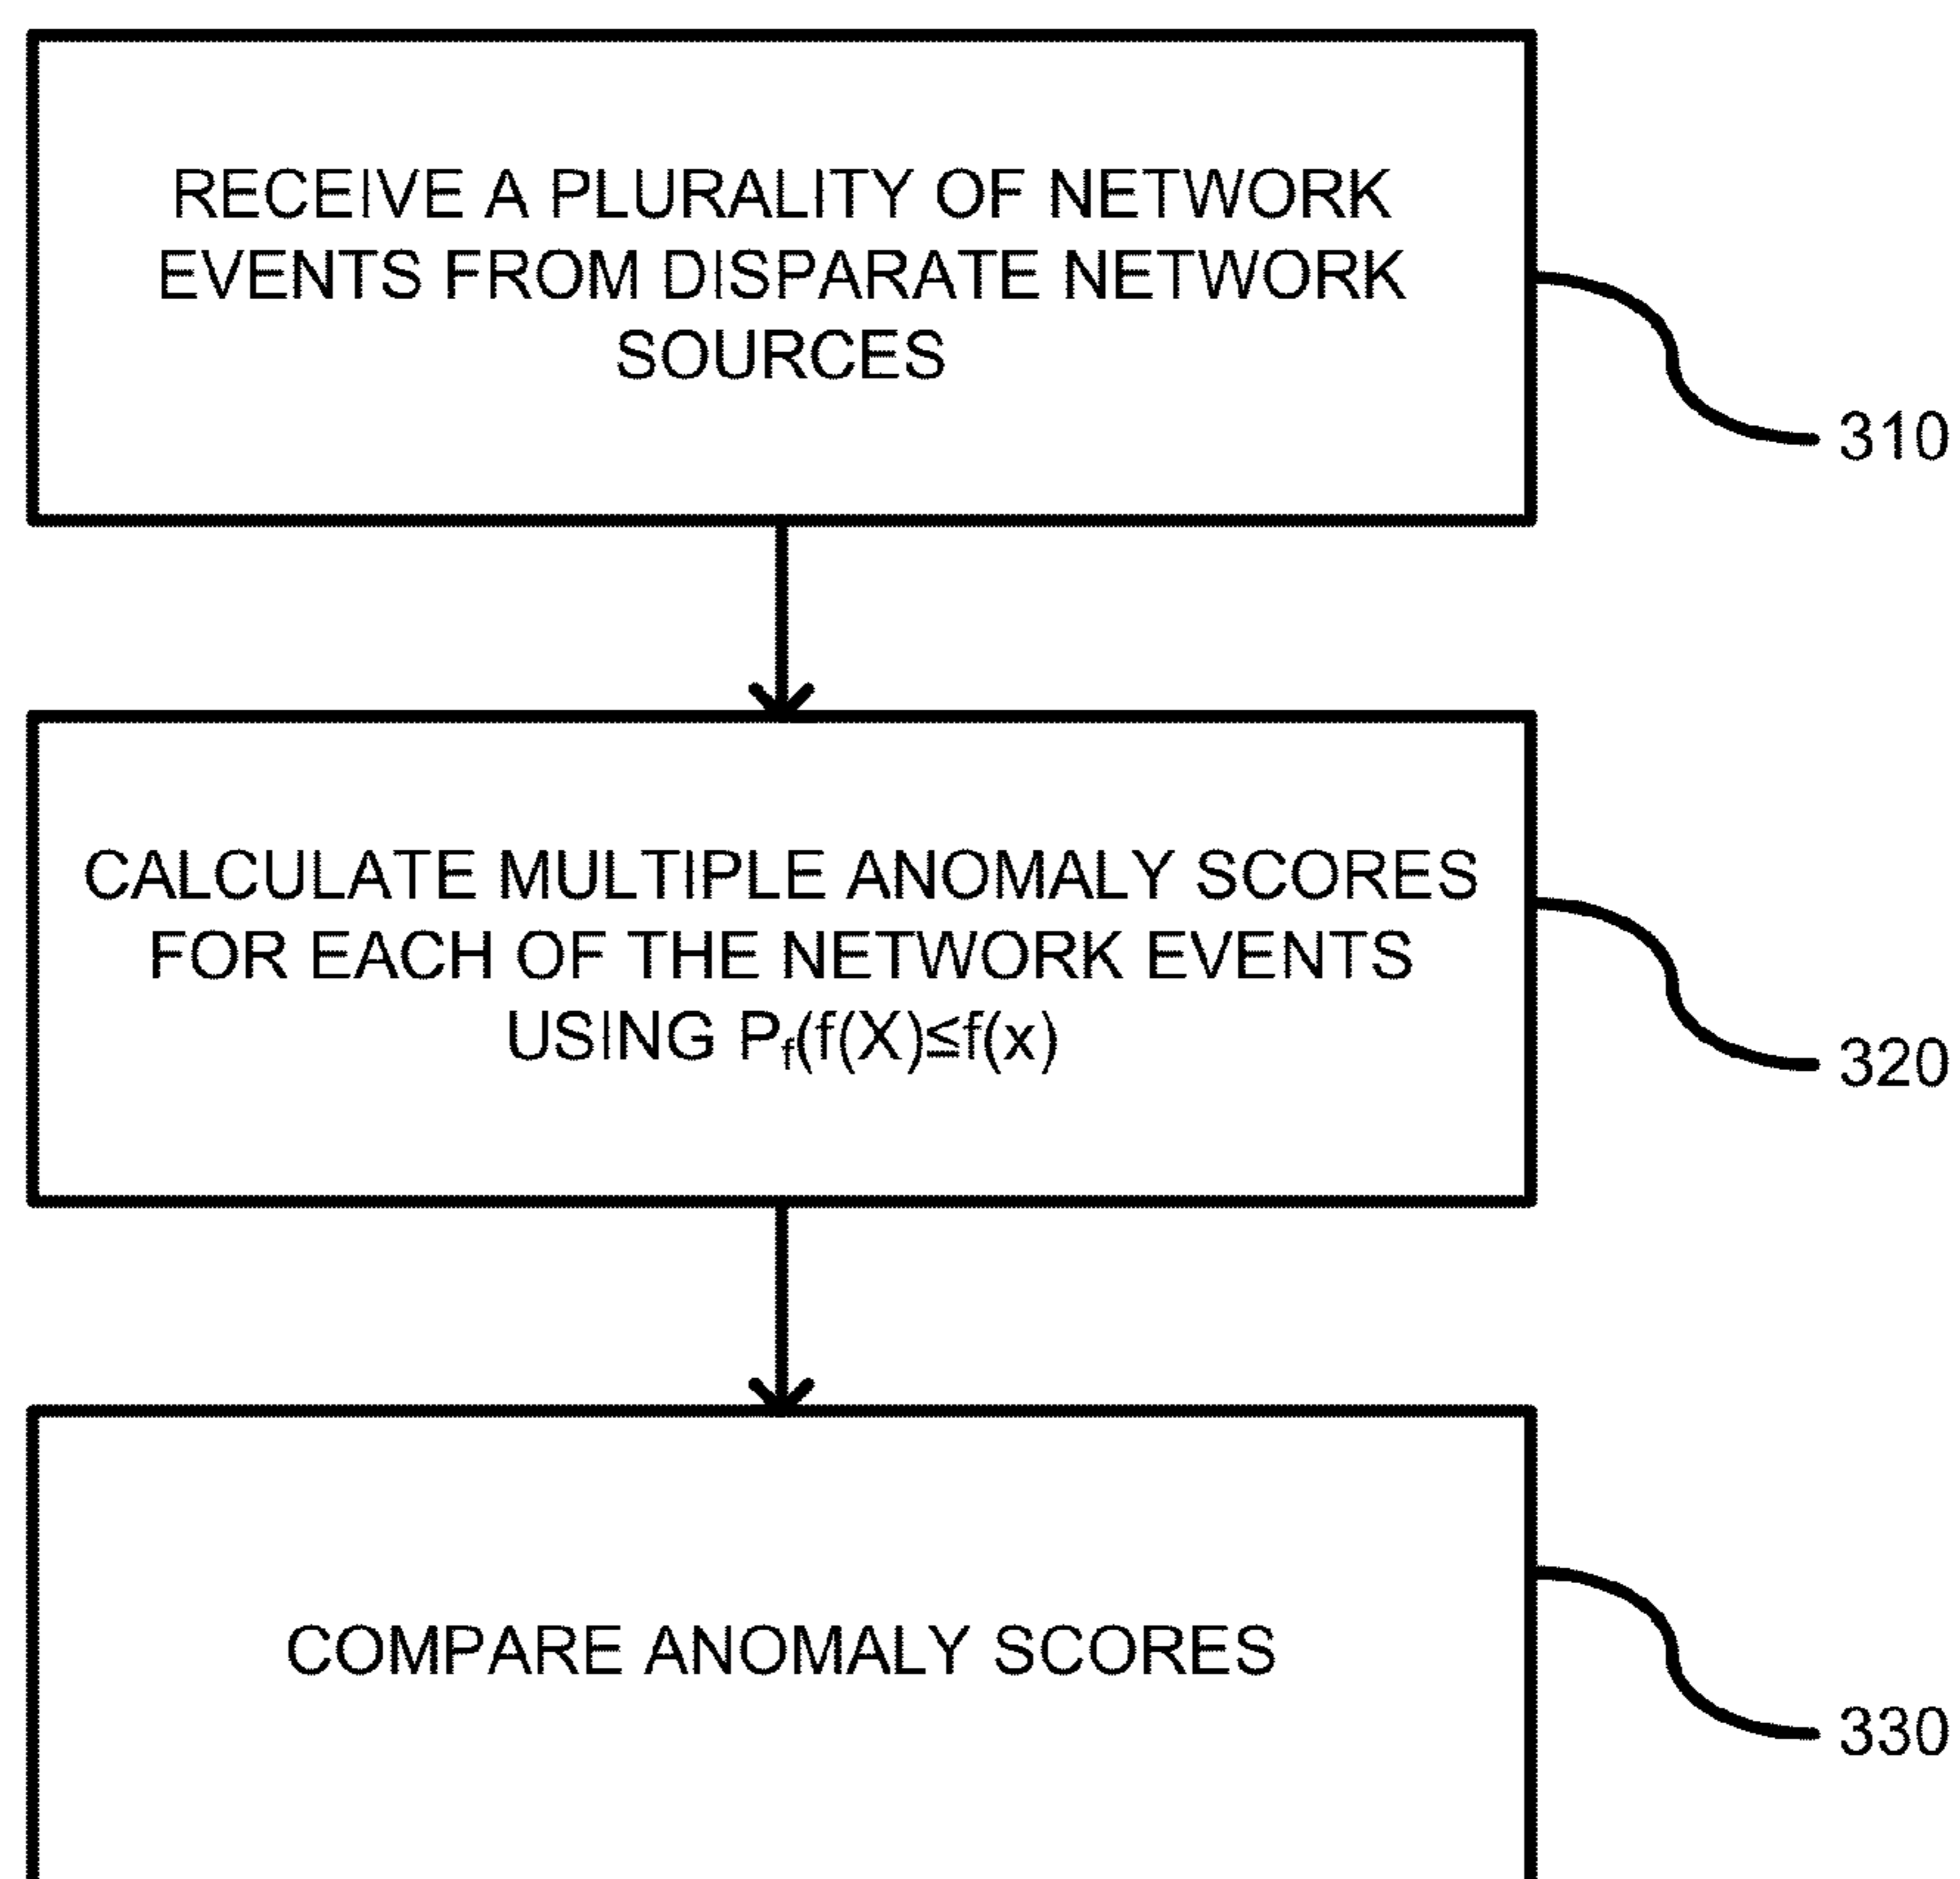 RECEIVE A PLURALITY OF NETWORK
EVENTS FROM DISPARATE NETWORK
SOURCES
310
CALCULATE MULTIPLE ANOMALY SCORES
FOR EACH OF THE NETWORK EVENTS
USING P_f(f(X)≤f(x)
320
COMPARE ANOMALY SCORES
330